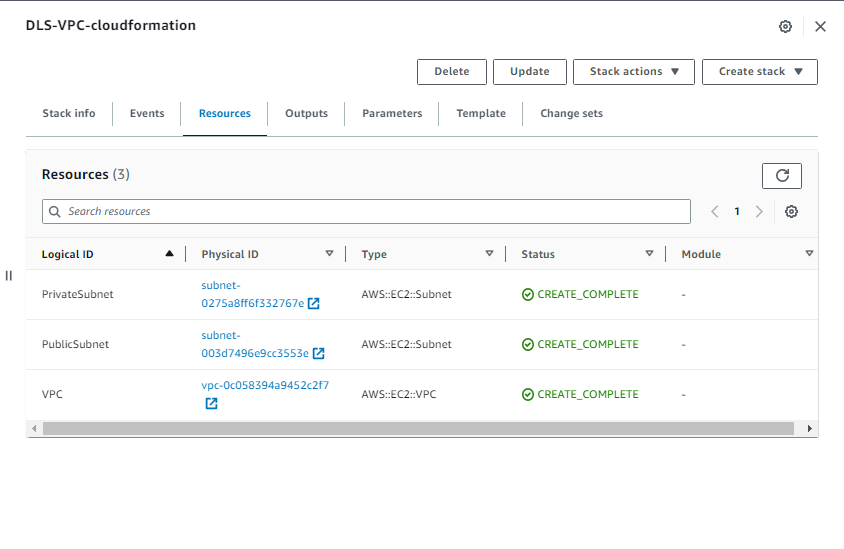 DLS-VPC-cloudformation
Delete Update Stack actions Create stack
Stack info Events Resources Outputs Parameters Template Change sets
Resources (3)
Search resources 1
Logical ID Physical ID Type Status Module
PrivateSubnet subnet-0275a8ff6f332767e AWS::EC2::Subnet CREATE_COMPLETE -
PublicSubnet subnet-003d7496e9cc3553e AWS::EC2::Subnet CREATE_COMPLETE -
VPC vpc-0c058394a9452c2f7 AWS::EC2::VPC CREATE_COMPLETE -